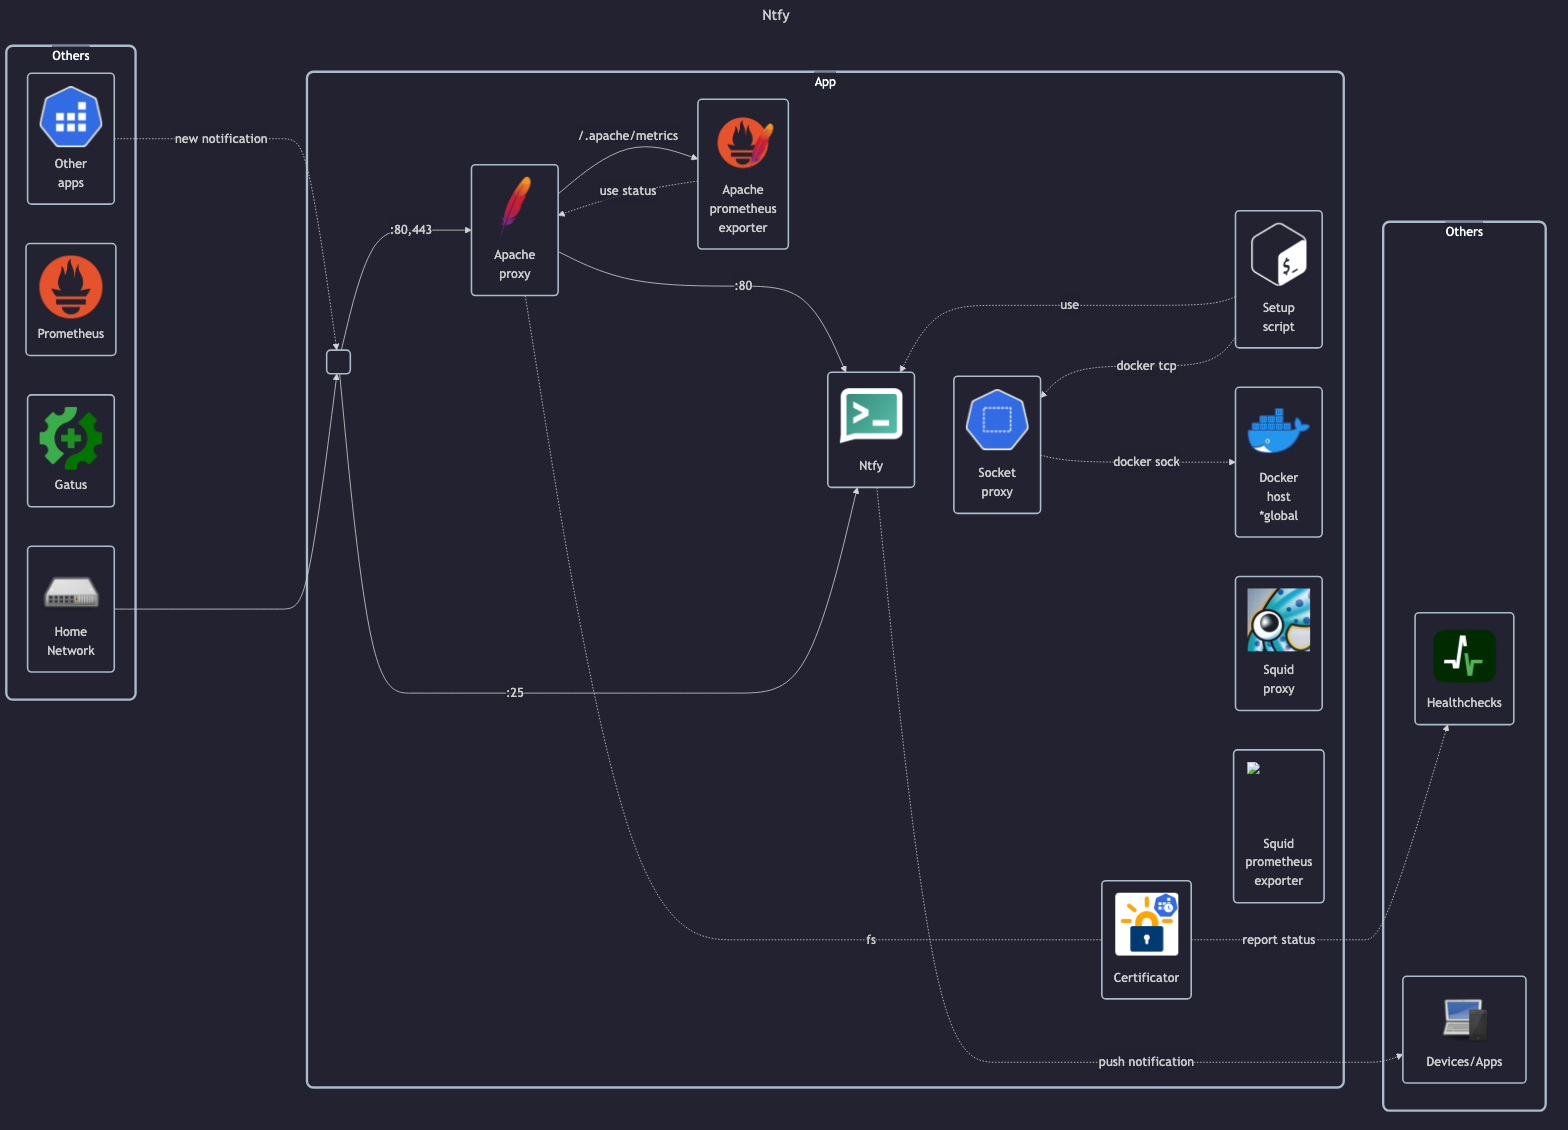 Ntfy
Others
Other
apps
Prometheus
Gatus
Home
Network
new notification
App
:80,443
Apache
proxy
/.apache/metrics
use status
Apache
prometheus
exporter
:80
:25
Ntfy
use
docker tcp
Socket
proxy
docker sock
$_
Setup
script
Docker
host
*global
Squid
proxy
Squid
prometheus
exporter
fs
Certificator
report status
push notification
Others
Healthchecks
Devices/Apps